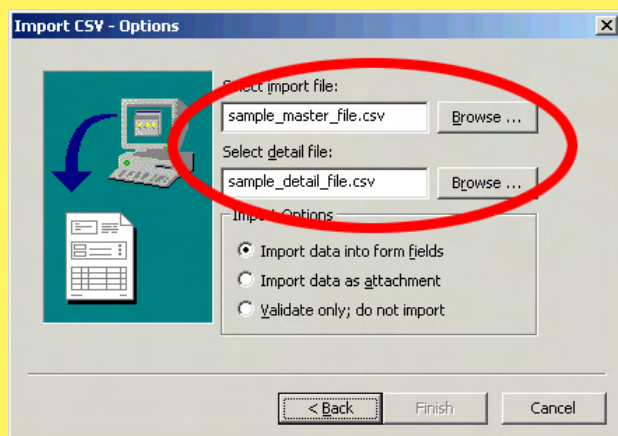 Import CSV - Options
Select import file:
sample_master_file.csv
Browse ...
Select detail file:
sample_detail_file.csv
Browse ...
Import Options
Import data into form fields
Import data as attachment
Validate only; do not import
< Back
Finish
Cancel